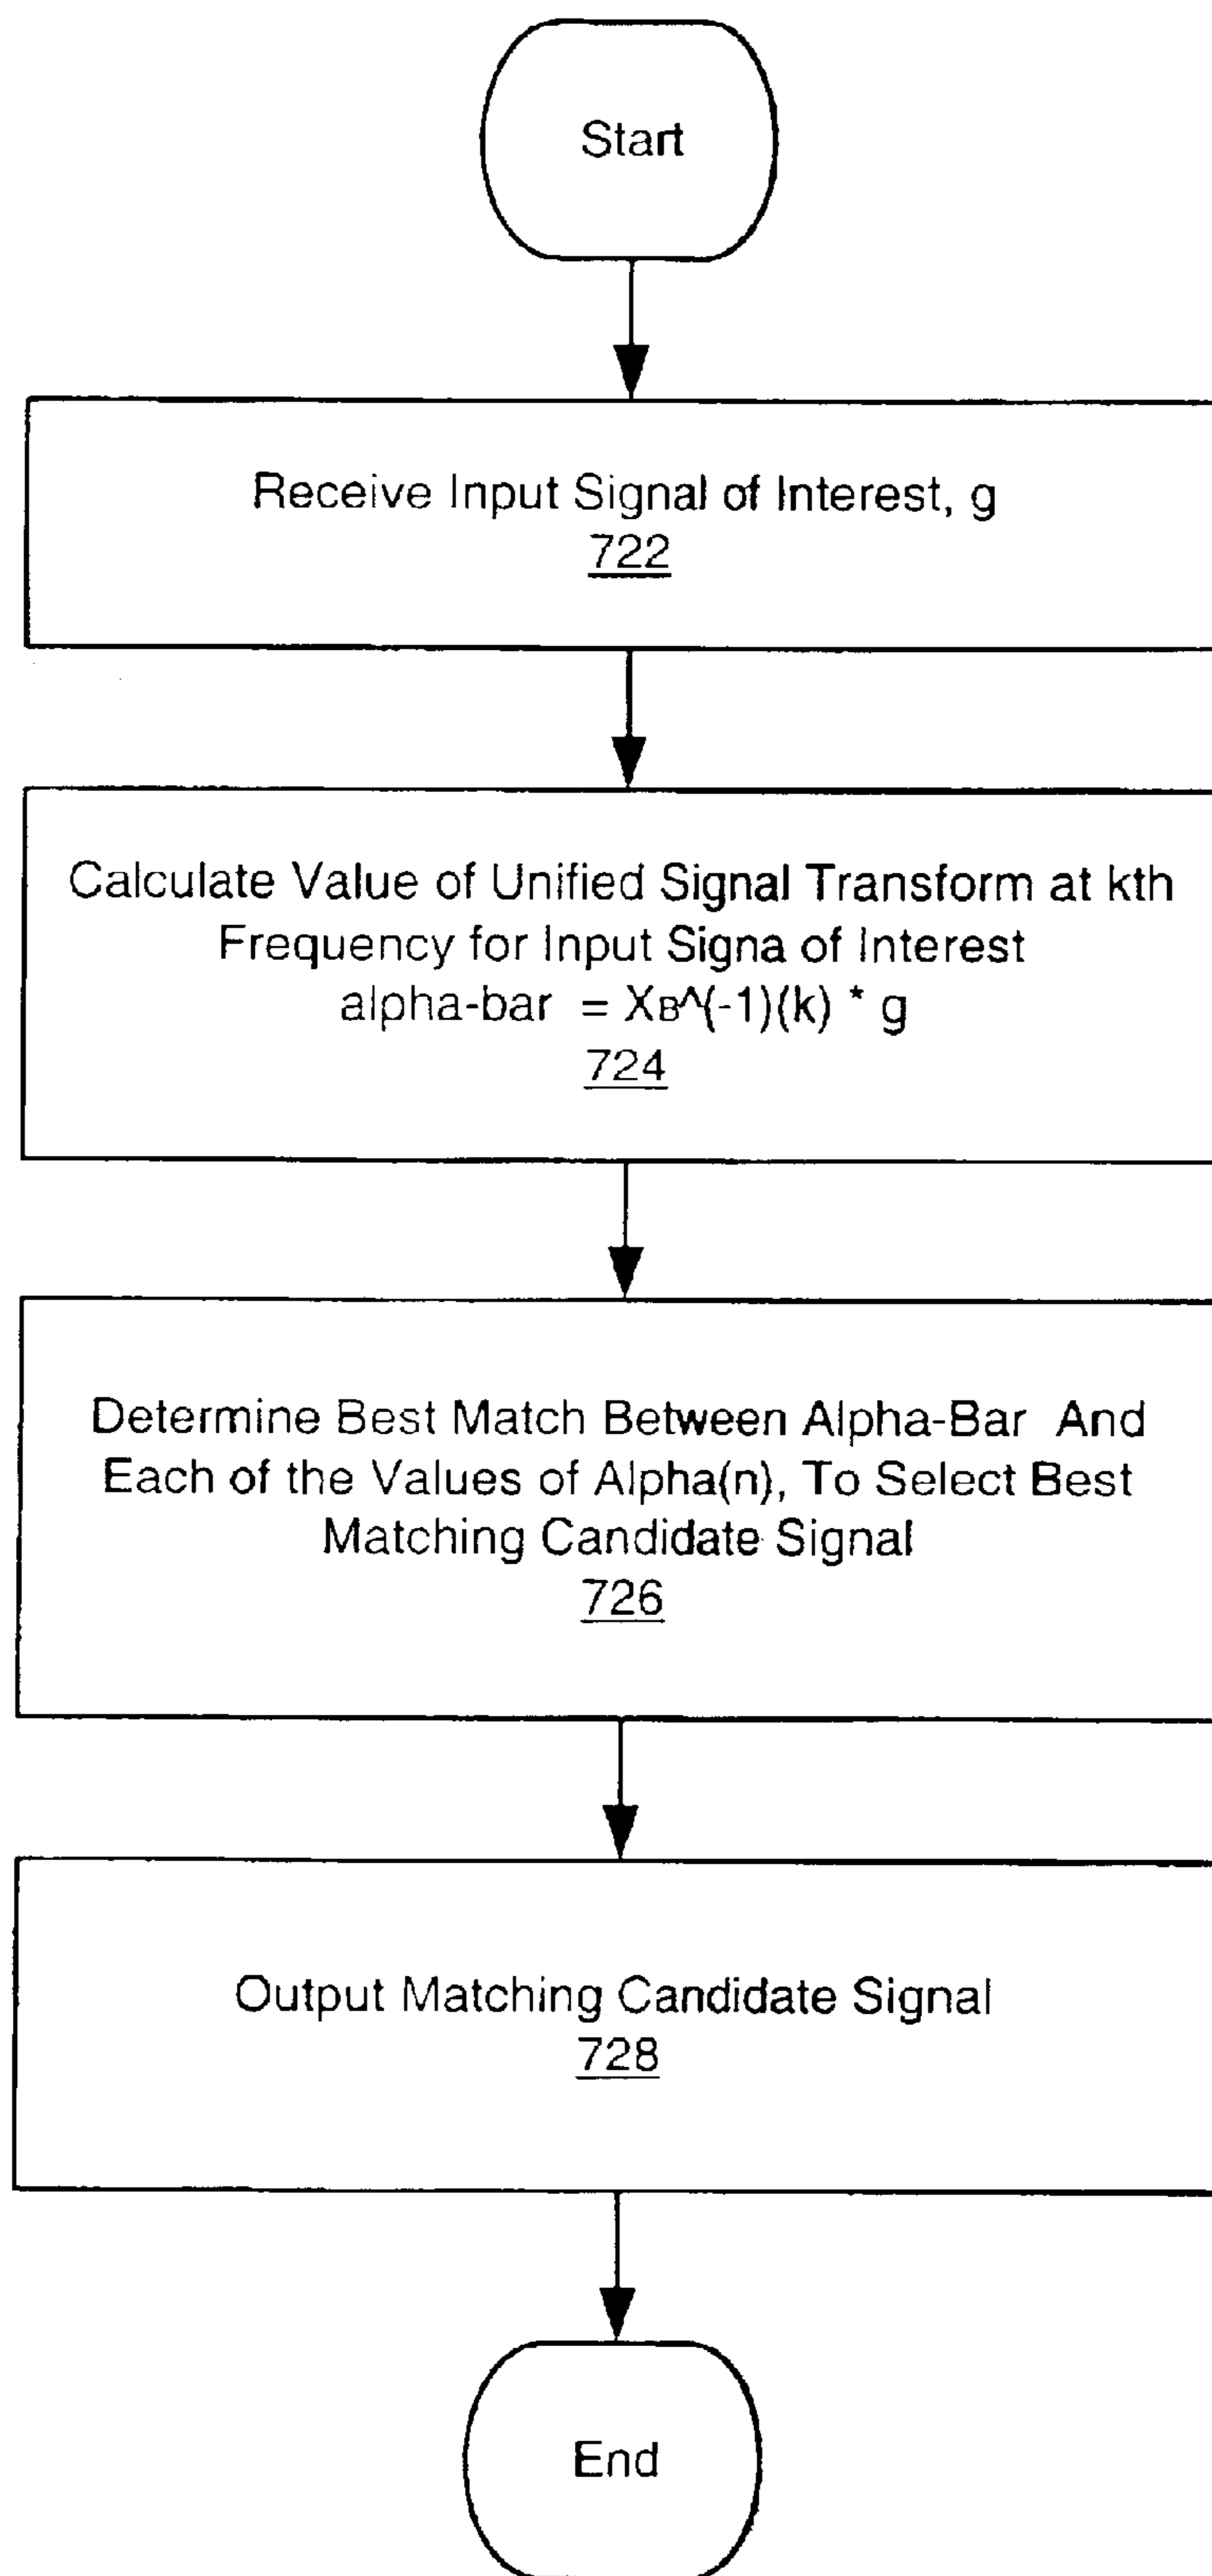 Start
Receive Input Signal of Interest, g
722
Calculate Value of Unified Signal Transform at kth
Frequency for Input Signa of Interest
alpha-bar = XB^(-1)(k) * g
724
Determine Best Match Between Alpha-Bar And
Each of the Values of Alpha(n), To Select Best
Matching Candidate Signal
726
Output Matching Candidate Signal
728
End